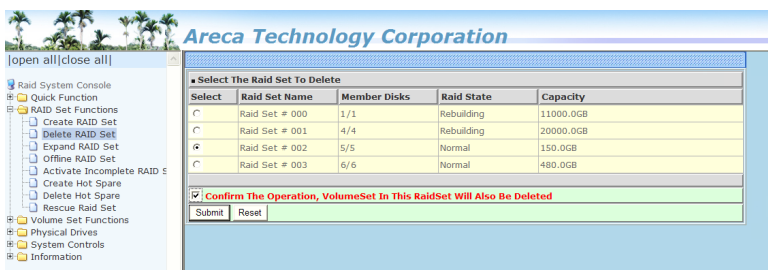 Areca Technology Corporation
|open all|close all|
Raid System Console
Quick Function
RAID Set Functions
Create RAID Set
Delete RAID Set
Expand RAID Set
Offline RAID Set
Activate Incomplete RAID S
Create Hot Spare
Delete Hot Spare
Rescue Raid Set
Volume Set Functions
Physical Drives
System Controls
Information
Select The Raid Set To Delete
Select Raid Set Name Member Disks Raid State Capacity
Raid Set # 000 1/1 Rebuilding 11000.0GB
Raid Set # 001 4/4 Rebuilding 20000.0GB
Raid Set # 002 5/5 Normal 150.0GB
Raid Set # 003 6/6 Normal 480.0GB
Confirm The Operation, VolumeSet In This RaidSet Will Also Be Deleted
Submit Reset